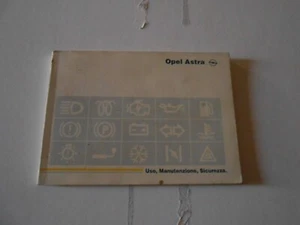 Opel Astra
Uso, Manutenzione, Sicurezza.